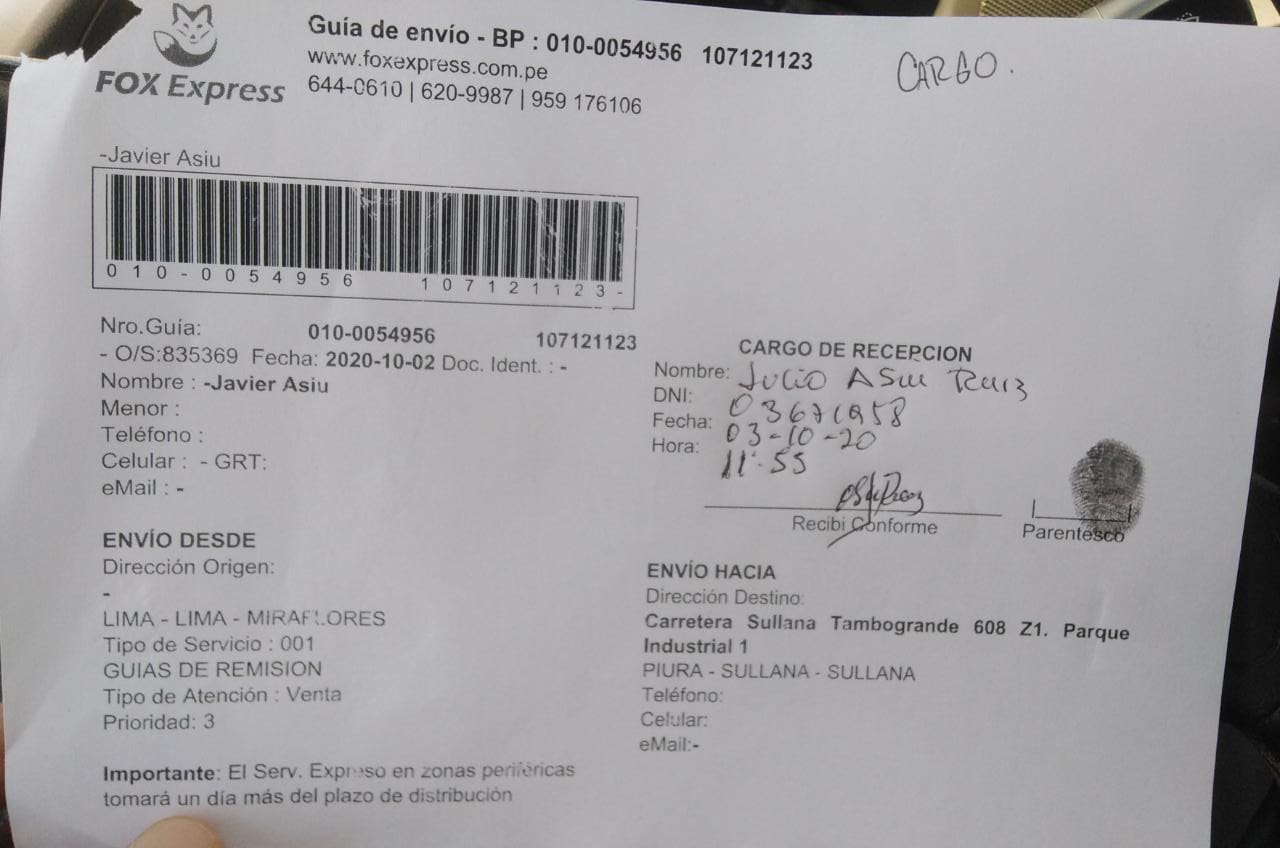 FOX Express
Guía de envío - BP : 010-0054956 107121123
www.foxexpress.com.pe
644-0610 | 620-9987 | 959 176106
CARGO.
-Javier Asiu
010-0054956 107121123-
Nro.Guía: 010-0054956 107121123
- O/S:835369 Fecha: 2020-10-02 Doc. Ident. : -
Nombre : -Javier Asiu
Menor :
Teléfono :
Celular : - GRT:
eMail : -
CARGO DE RECEPCION
Nombre: Julio Asiu Ruiz
DNI: 03671958
Fecha: 03-10-20
Hora: 11:55
Recibi Conforme
Parentesco
ENVÍO DESDE
Dirección Origen:
-
LIMA - LIMA - MIRAFLORES
Tipo de Servicio : 001
GUIAS DE REMISION
Tipo de Atención : Venta
Prioridad: 3
ENVÍO HACIA
Dirección Destino:
Carretera Sullana Tambogrande 608 Z1. Parque
Industrial 1
PIURA - SULLANA - SULLANA
Teléfono:
Celular:
eMail:-
Importante: El Serv. Expreso en zonas periféricas
tomará un día más del plazo de distribución